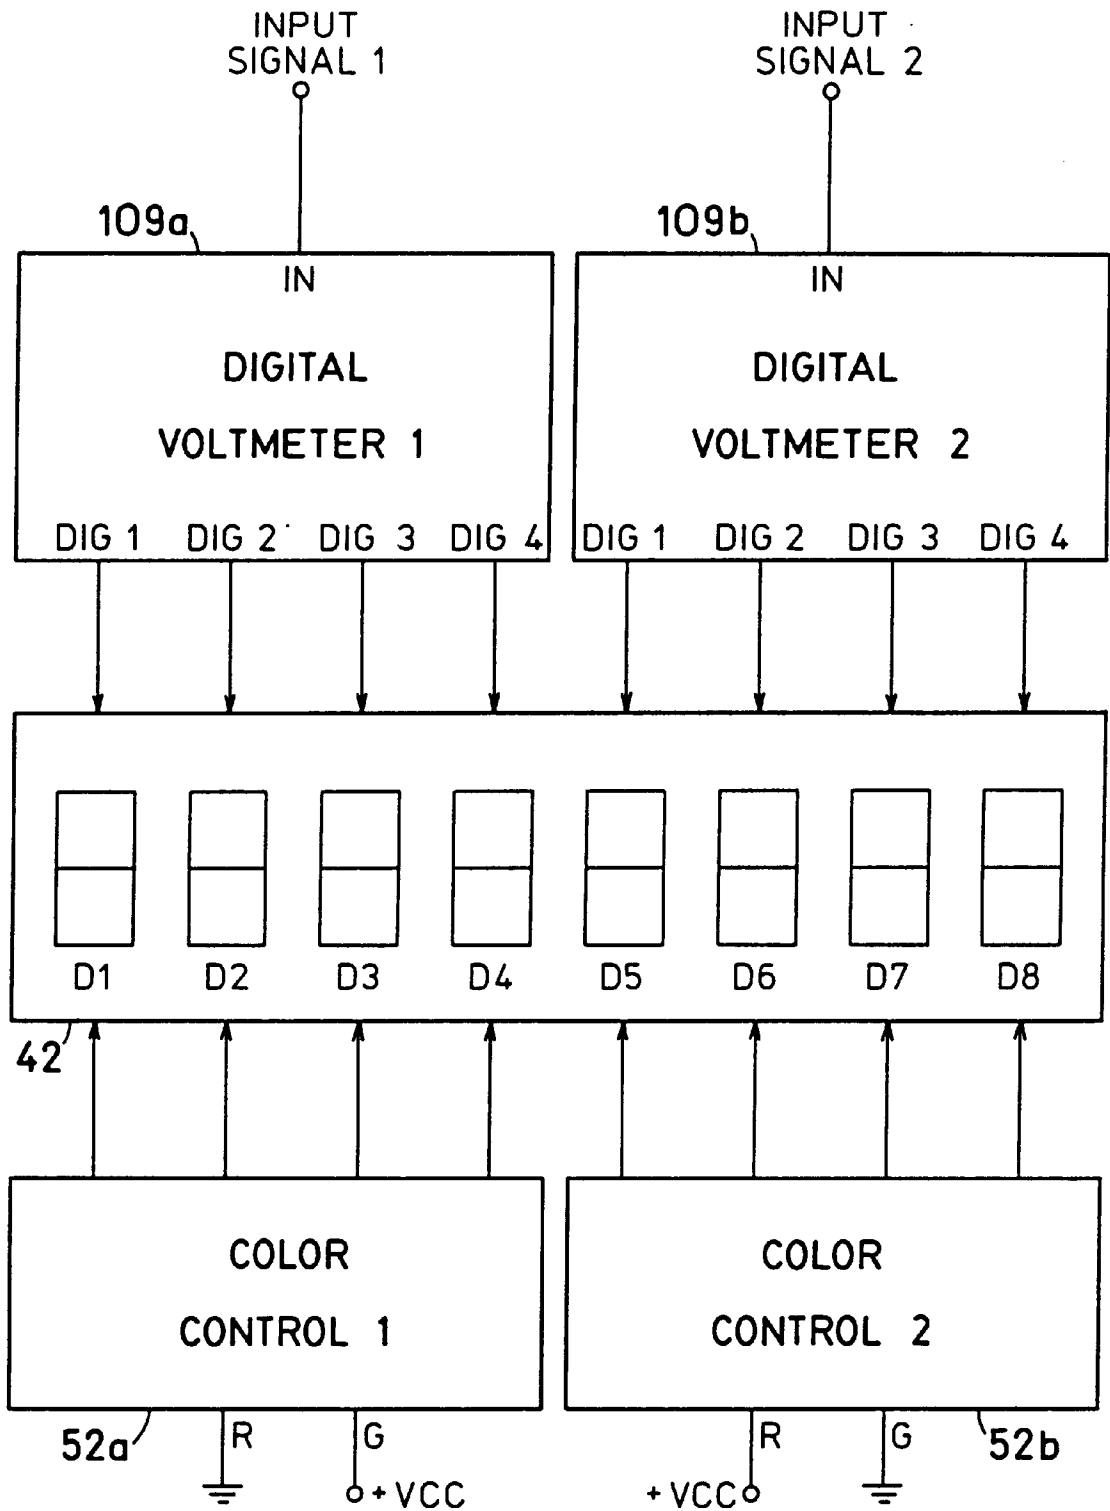 INPUT
SIGNAL 1
INPUT
SIGNAL 2
109a
109b
IN
DIGITAL
VOLTMETER 1
DIG 1 DIG 2 DIG 3 DIG 4
IN
DIGITAL
VOLTMETER 2
DIG 1 DIG 2 DIG 3 DIG 4
D1 D2 D3 D4 D5 D6 D7 D8
42
COLOR
CONTROL 1
COLOR
CONTROL 2
52a
R
G
+ VCC
R
G
52b
+ VCC